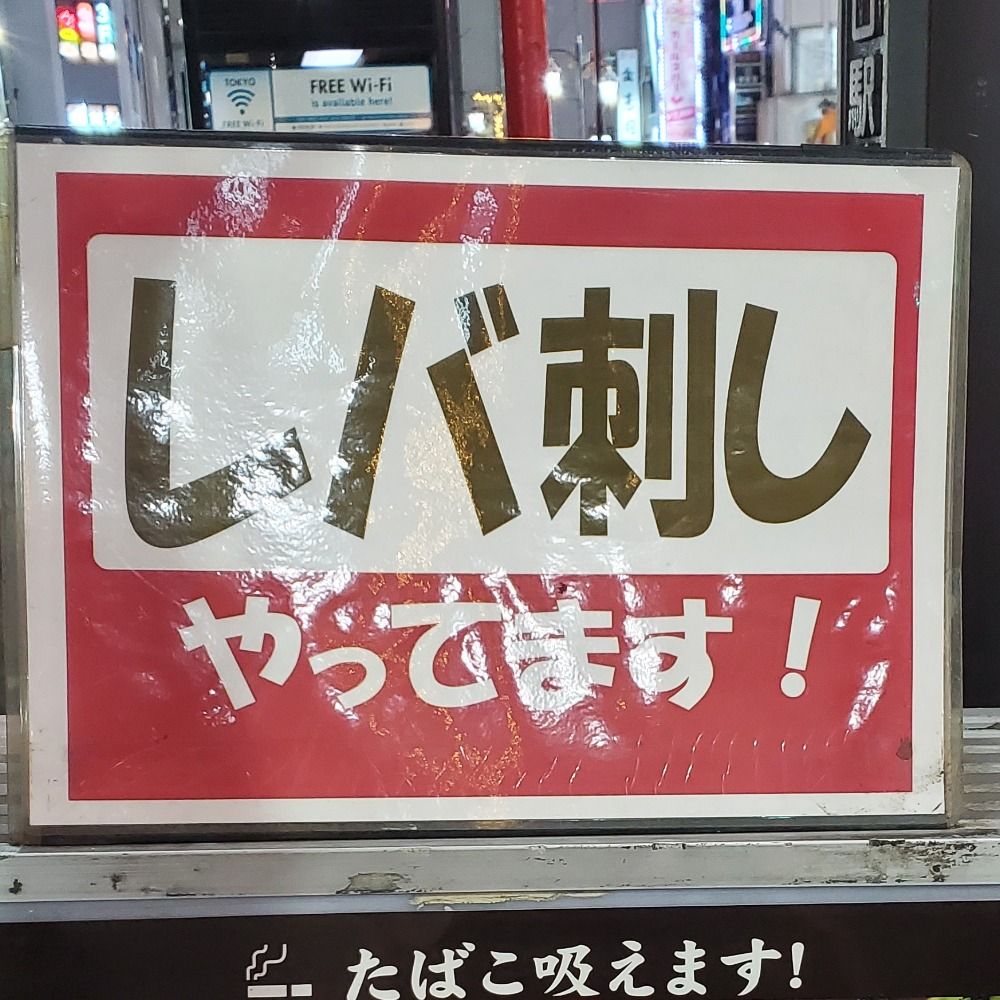 TOKYO
FREE Wi-Fi
FREE Wi-Fi
is available here!
駅
レバ刺し
やってます!
たばこ吸えます!